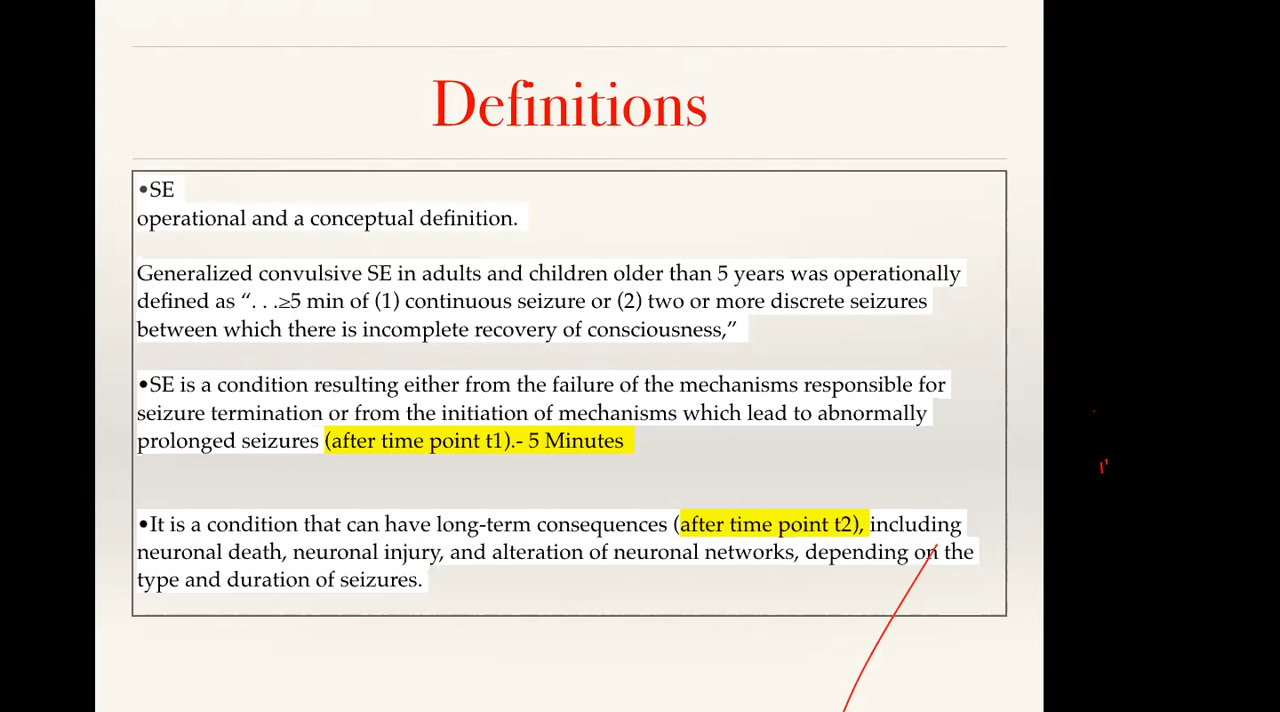 Definitions
•SE
operational and a conceptual definition.
Generalized convulsive SE in adults and children older than 5 years was operationally
defined as “. . .≥5 min of (1) continuous seizure or (2) two or more discrete seizures
between which there is incomplete recovery of consciousness,”
•SE is a condition resulting either from the failure of the mechanisms responsible for
seizure termination or from the initiation of mechanisms which lead to abnormally
prolonged seizures (after time point t1).- 5 Minutes
•It is a condition that can have long-term consequences (after time point t2), including
neuronal death, neuronal injury, and alteration of neuronal networks, depending on the
type and duration of seizures.